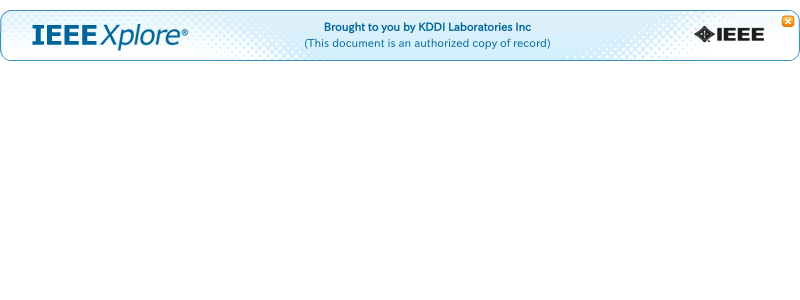 IEEE Xplore®
Brought to you by KDDI Laboratories Inc
(This document is an authorized copy of record)
IEEE